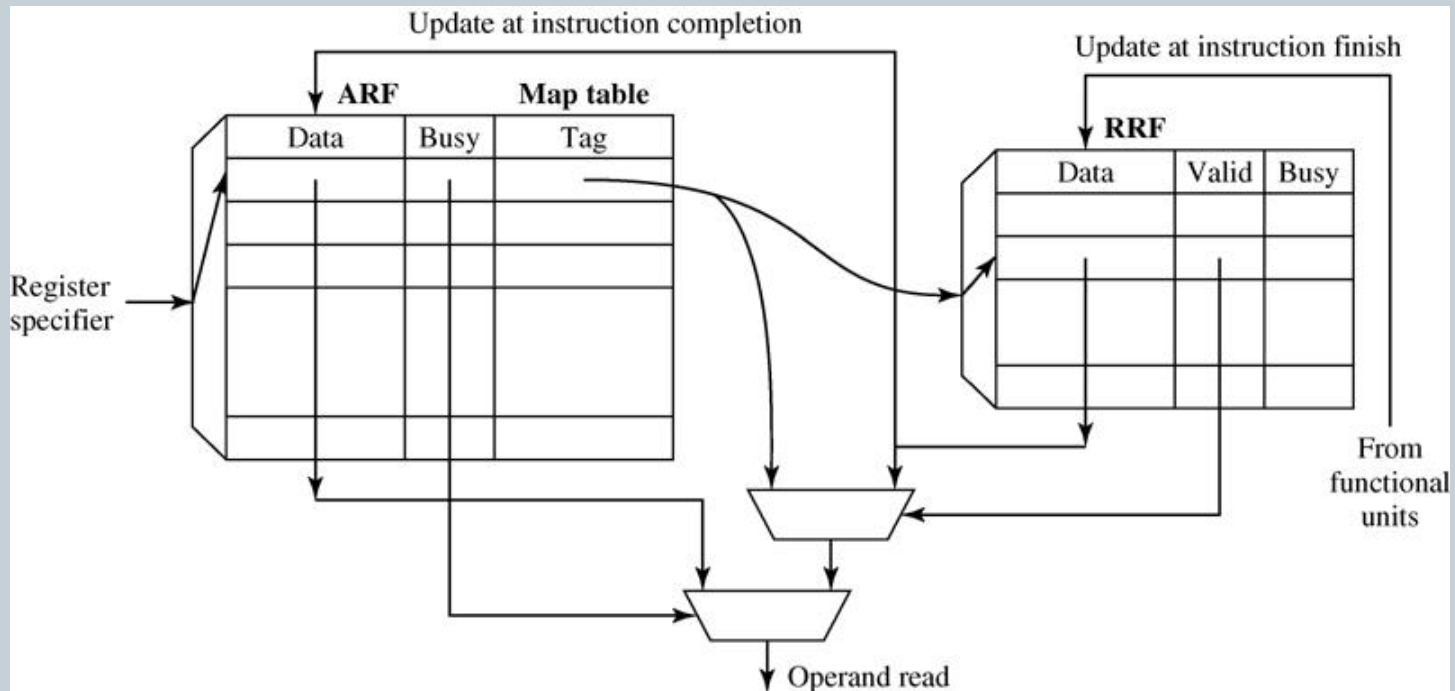 Update at instruction completion
Update at instruction finish
ARF Map table
RRF
Data Busy Tag
Data Valid Busy
Register
specifier
From
functional
units
Operand read